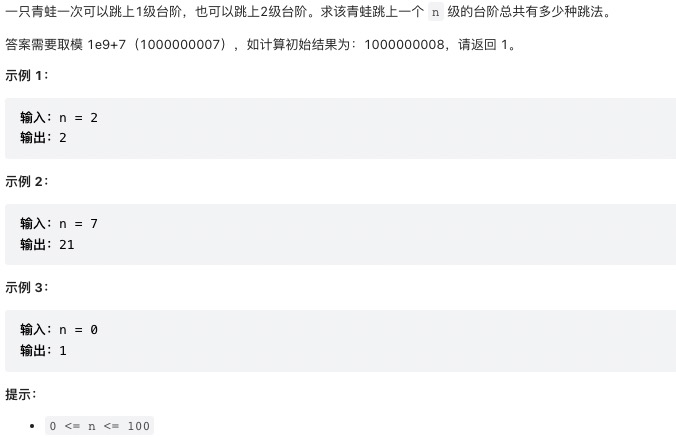 一只青蛙一次可以跳上1级台阶，也可以跳上2级台阶。求该青蛙跳上一个 n 级的台阶总共有多少种跳法。
答案需要取模 1e9+7（1000000007），如计算初始结果为：1000000008，请返回 1。
示例 1：
输入：n = 2
输出：2
示例 2：
输入：n = 7
输出：21
示例 3：
输入：n = 0
输出：1
提示：
• 0 <= n <= 100